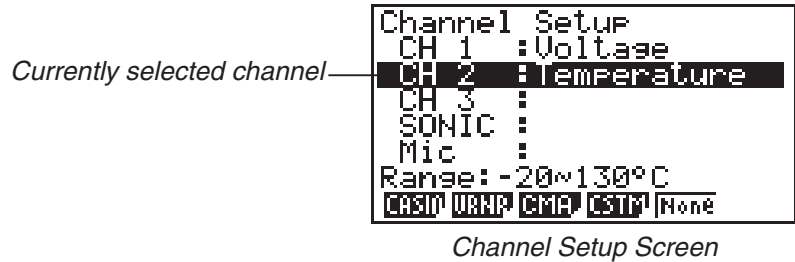 Channel Setup
CH 1 :Voltage
Currently selected channel
CH 2 :Temperature
CH 3 :
SONIC :
Mic :
Range:-20~130°C
CASIO VRNR CMA CSTM None
Channel Setup Screen